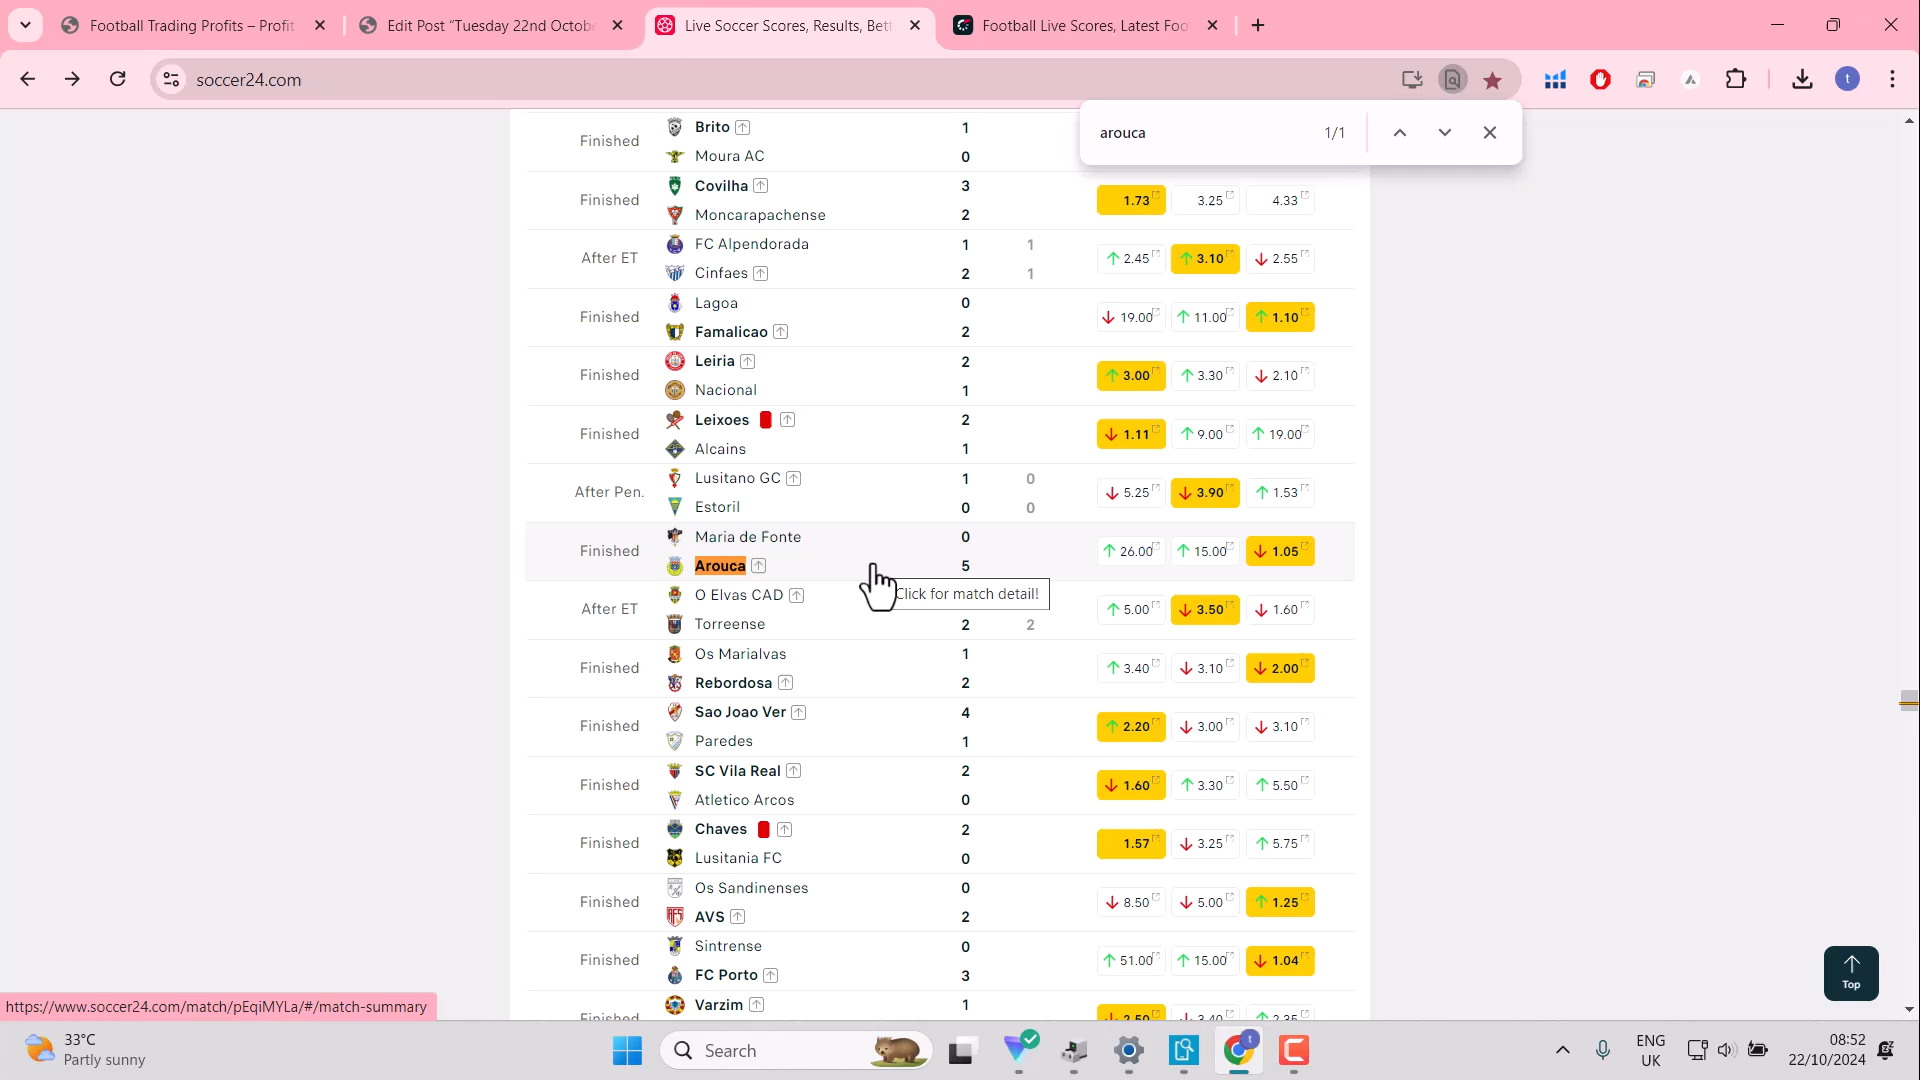 Football Trading Profits – Profit
Edit Post “Tuesday 22nd Octobe
Live Soccer Scores, Results, Bett
Football Live Scores, Latest Foo
soccer24.com
t
arouca 1/1
Finished
Brito 1
Moura AC 0
Finished
Covilha 3
Moncarapachense 2
1.73 3.25 4.33
After ET
FC Alpendorada 1 1
Cinfaes 2 1
2.45 3.10 2.55
Finished
Lagoa 0
Famalicao 2
19.00 11.00 1.10
Finished
Leiria 2
Nacional 1
3.00 3.30 2.10
Finished
Leixoes 2
Alcains 1
1.11 9.00 19.00
After Pen.
Lusitano GC 1 0
Estoril 0 0
5.25 3.90 1.53
Finished
Maria de Fonte 0
Arouca 5
26.00 15.00 1.05
Click for match detail!
After ET
O Elvas CAD
Torreense 2 2
5.00 3.50 1.60
Finished
Os Marialvas 1
Rebordosa 2
3.40 3.10 2.00
Finished
Sao Joao Ver 4
Paredes 1
2.20 3.00 3.10
Finished
SC Vila Real 2
Atletico Arcos 0
1.60 3.30 5.50
Finished
Chaves 2
Lusitania FC 0
1.57 3.25 5.75
Finished
Os Sandinenses 0
AVS 2
8.50 5.00 1.25
Finished
Sintrense 0
FC Porto 3
51.00 15.00 1.04
Finished
Varzim 1
2.50 3.40 2.35
Top
https://www.soccer24.com/match/pEqiMYLa/#/match-summary
33°C
Partly sunny
Search
t
ENG
UK
08:52
22/10/2024